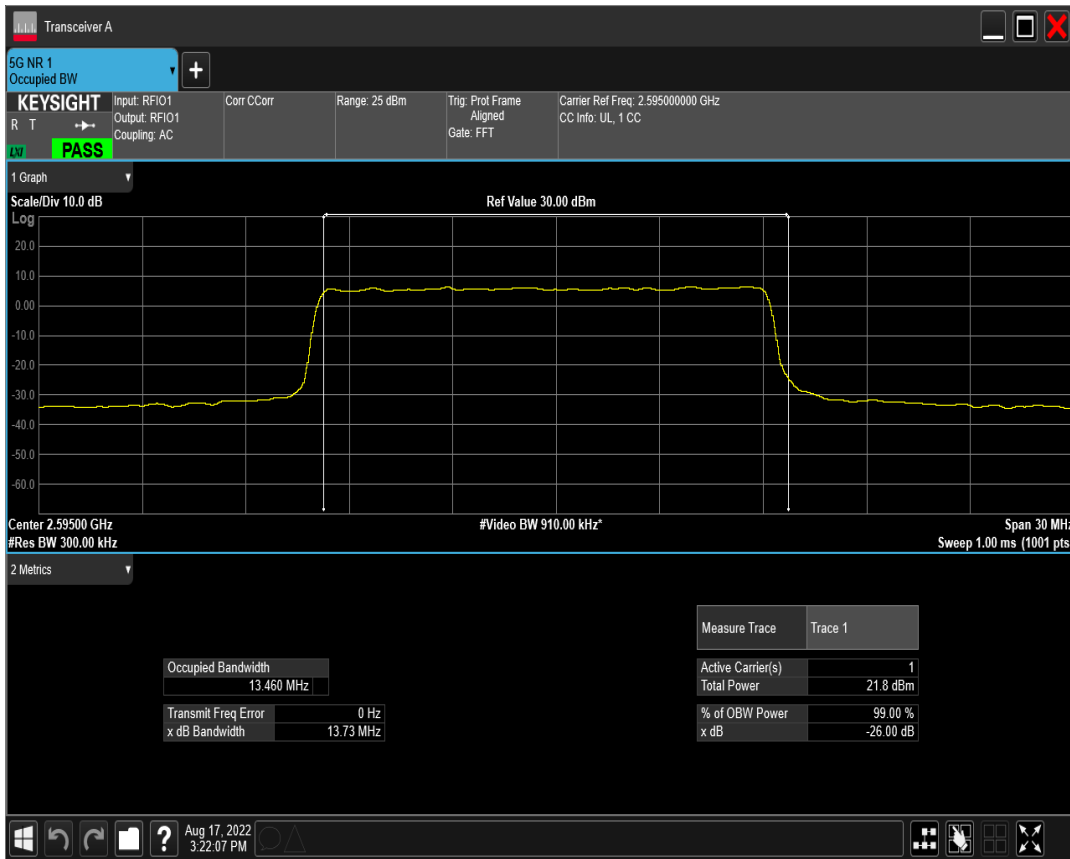 Transceiver A
5G NR 1
Occupied BW
+
KEYSIGHT
R T
LXI
PASS
Input: RFIO1
Output: RFIO1
Coupling: AC
Corr CCorr
Range: 25 dBm
Trig: Prot Frame
Aligned
Gate: FFT
Carrier Ref Freq: 2.595000000 GHz
CC Info: UL, 1 CC
1 Graph
Scale/Div 10.0 dB
Ref Value 30.00 dBm
Log
20.0
10.0
0.00
-10.0
-20.0
-30.0
-40.0
-50.0
-60.0
Center 2.59500 GHz
#Video BW 910.00 kHz*
Span 30 MHz
#Res BW 300.00 kHz
Sweep 1.00 ms (1001 pts
2 Metrics
Measure Trace Trace 1
Occupied Bandwidth
13.460 MHz
Active Carrier(s) 1
Total Power 21.8 dBm
Transmit Freq Error 0 Hz
x dB Bandwidth 13.73 MHz
% of OBW Power 99.00 %
x dB -26.00 dB
?
Aug 17, 2022
3:22:07 PM